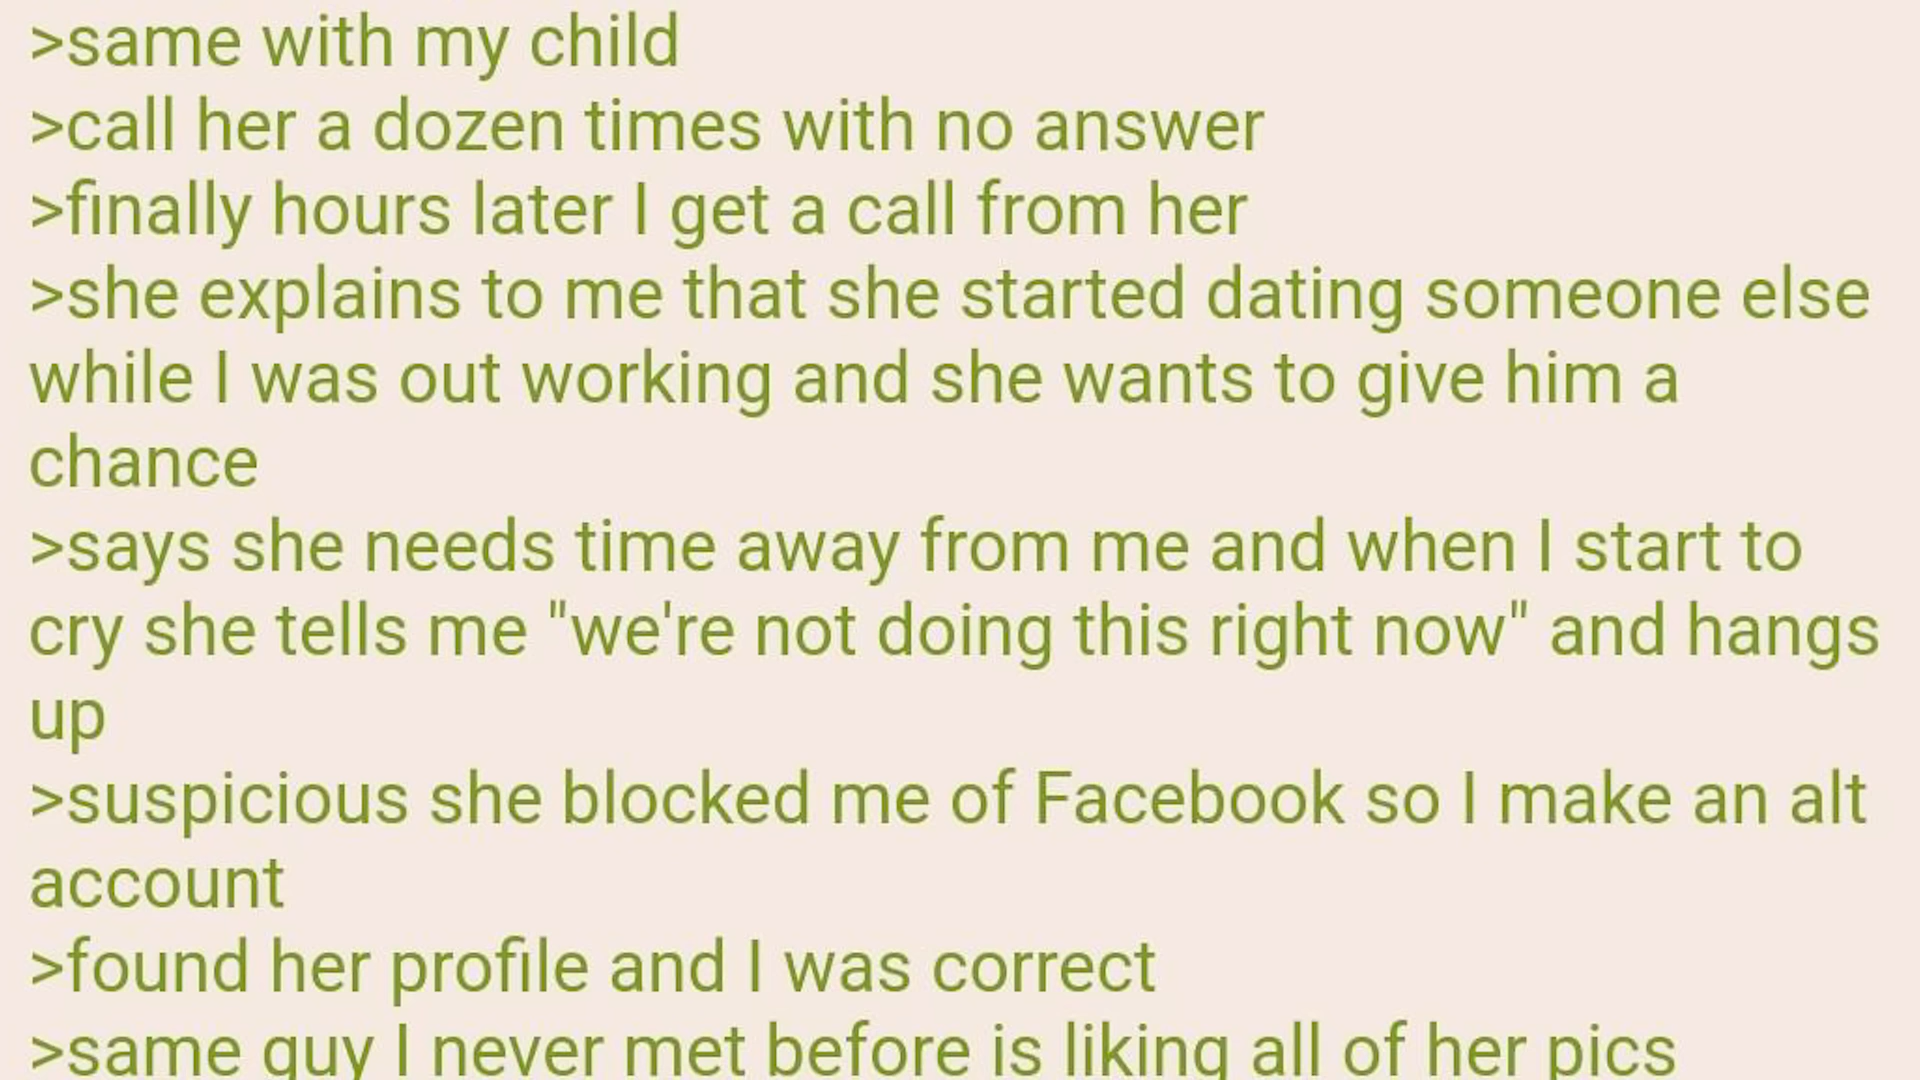 >same with my child
>call her a dozen times with no answer
>finally hours later I get a call from her
>she explains to me that she started dating someone else
while I was out working and she wants to give him a
chance
>says she needs time away from me and when I start to
cry she tells me "we're not doing this right now" and hangs
up
>suspicious she blocked me of Facebook so I make an alt
account
>found her profile and I was correct
>same guy I never met before is liking all of her pics